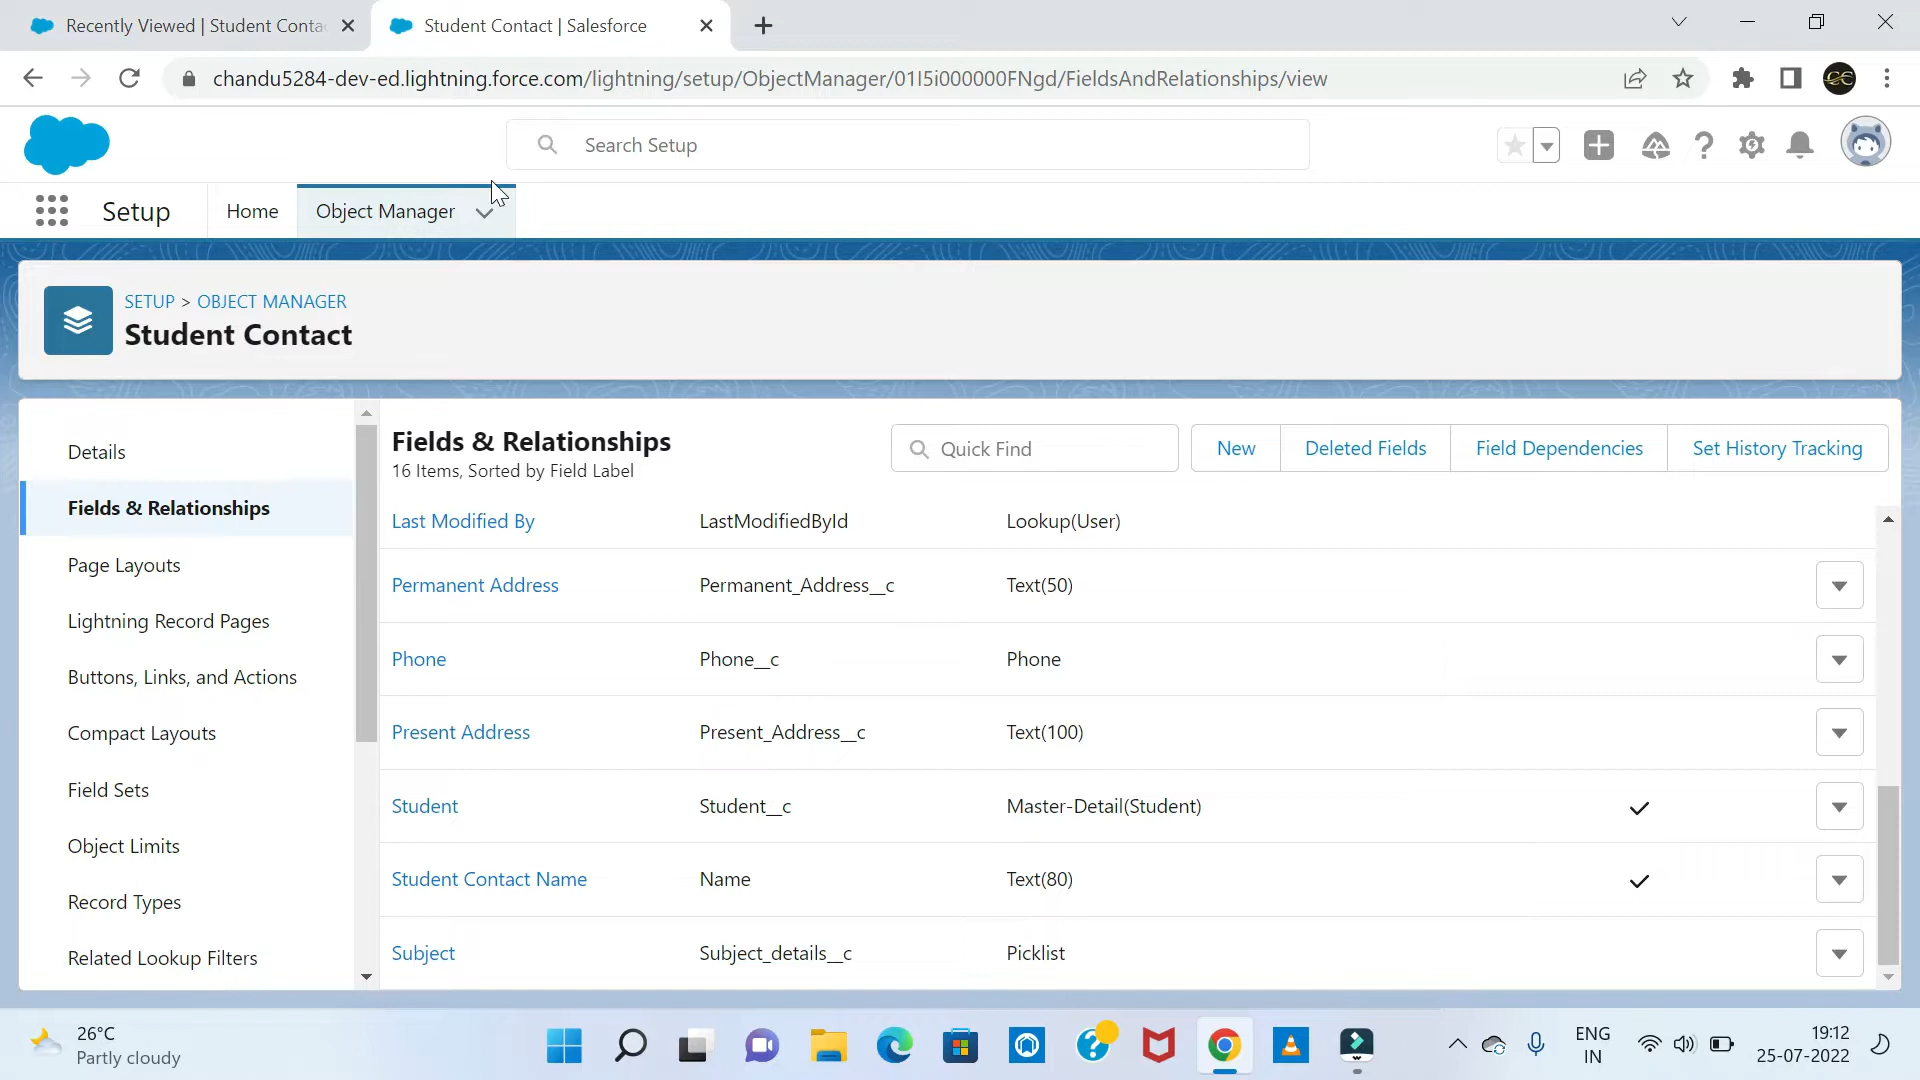 Recently Viewed | Student Conta
Student Contact | Salesforce
chandu5284-dev-ed.lightning.force.com/lightning/setup/ObjectManager/01I5i000000FNgd/FieldsAndRelationships/view
Search Setup
Setup
Home
Object Manager
SETUP > OBJECT MANAGER
Student Contact
Details
Fields & Relationships
Page Layouts
Lightning Record Pages
Buttons, Links, and Actions
Compact Layouts
Field Sets
Object Limits
Record Types
Related Lookup Filters
Fields & Relationships
16 Items, Sorted by Field Label
Quick Find
New
Deleted Fields
Field Dependencies
Set History Tracking
Last Modified By LastModifiedById Lookup(User)
Permanent Address Permanent_Address__c Text(50)
Phone Phone__c Phone
Present Address Present_Address__c Text(100)
Student Student__c Master-Detail(Student)
Student Contact Name Name Text(80)
Subject Subject_details__c Picklist
26°C
Partly cloudy
ENG
IN
19:12
25-07-2022